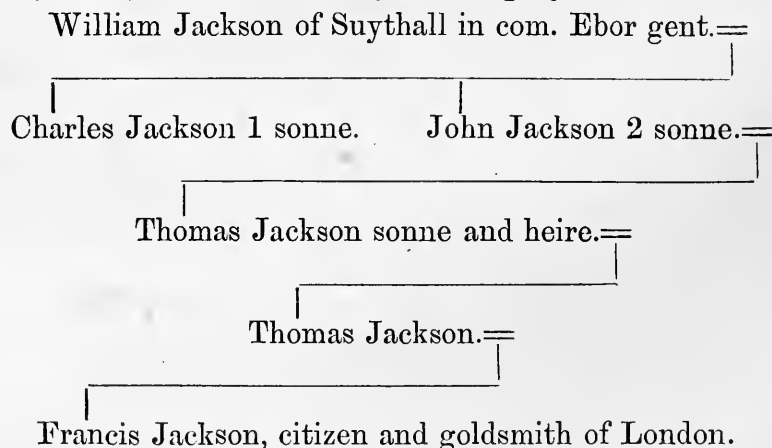 William Jackson of Suythall in com. Ebor gent.=
Charles Jackson 1 sonne. John Jackson 2 sonne.=
Thomas Jackson sonne and heire.=
Thomas Jackson.=
Francis Jackson, citizen and goldsmith of London.